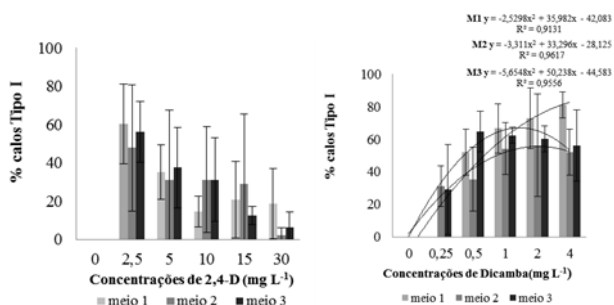 M1 y = -2,5298x² + 35,982x - 42,083
R² = 0,9131
M2 y = -3,311x² + 33,296x - 28,125
R² = 0,9617
M3 y = -5,6548x² + 50,238x - 44,583
R² = 0,9556
% calos Tipo I
100
80
60
40
20
0
0 2,5 5 10 15 30
Concentrações de 2,4-D (mg L⁻¹)
meio 1 meio 2 meio 3
% calos Tipo I
100
80
60
40
20
0
0 0,25 0,5 1 2 4
Concentrações de Dicamba(mg L⁻¹)
meio 1 meio 2 meio 3